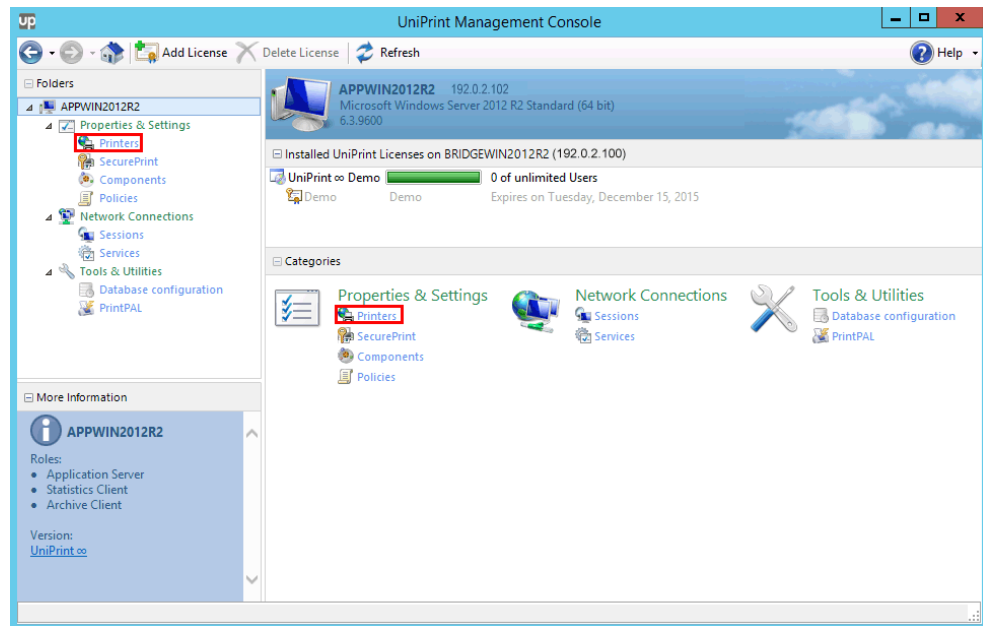 up UniPrint Management Console
Add License Delete License Refresh Help
Folders
APPWIN2012R2
Properties & Settings
Printers
SecurePrint
Components
Policies
Network Connections
Sessions
Services
Tools & Utilities
Database configuration
PrintPAL
More Information
APPWIN2012R2
Roles:
• Application Server
• Statistics Client
• Archive Client
Version:
UniPrint ∞
APPWIN2012R2 192.0.2.102
Microsoft Windows Server 2012 R2 Standard (64 bit)
6.3.9600
Installed UniPrint Licenses on BRIDGEWIN2012R2 (192.0.2.100)
UniPrint ∞ Demo 0 of unlimited Users
Demo Demo Expires on Tuesday, December 15, 2015
Categories
Properties & Settings
Printers
SecurePrint
Components
Policies
Network Connections
Sessions
Services
Tools & Utilities
Database configuration
PrintPAL